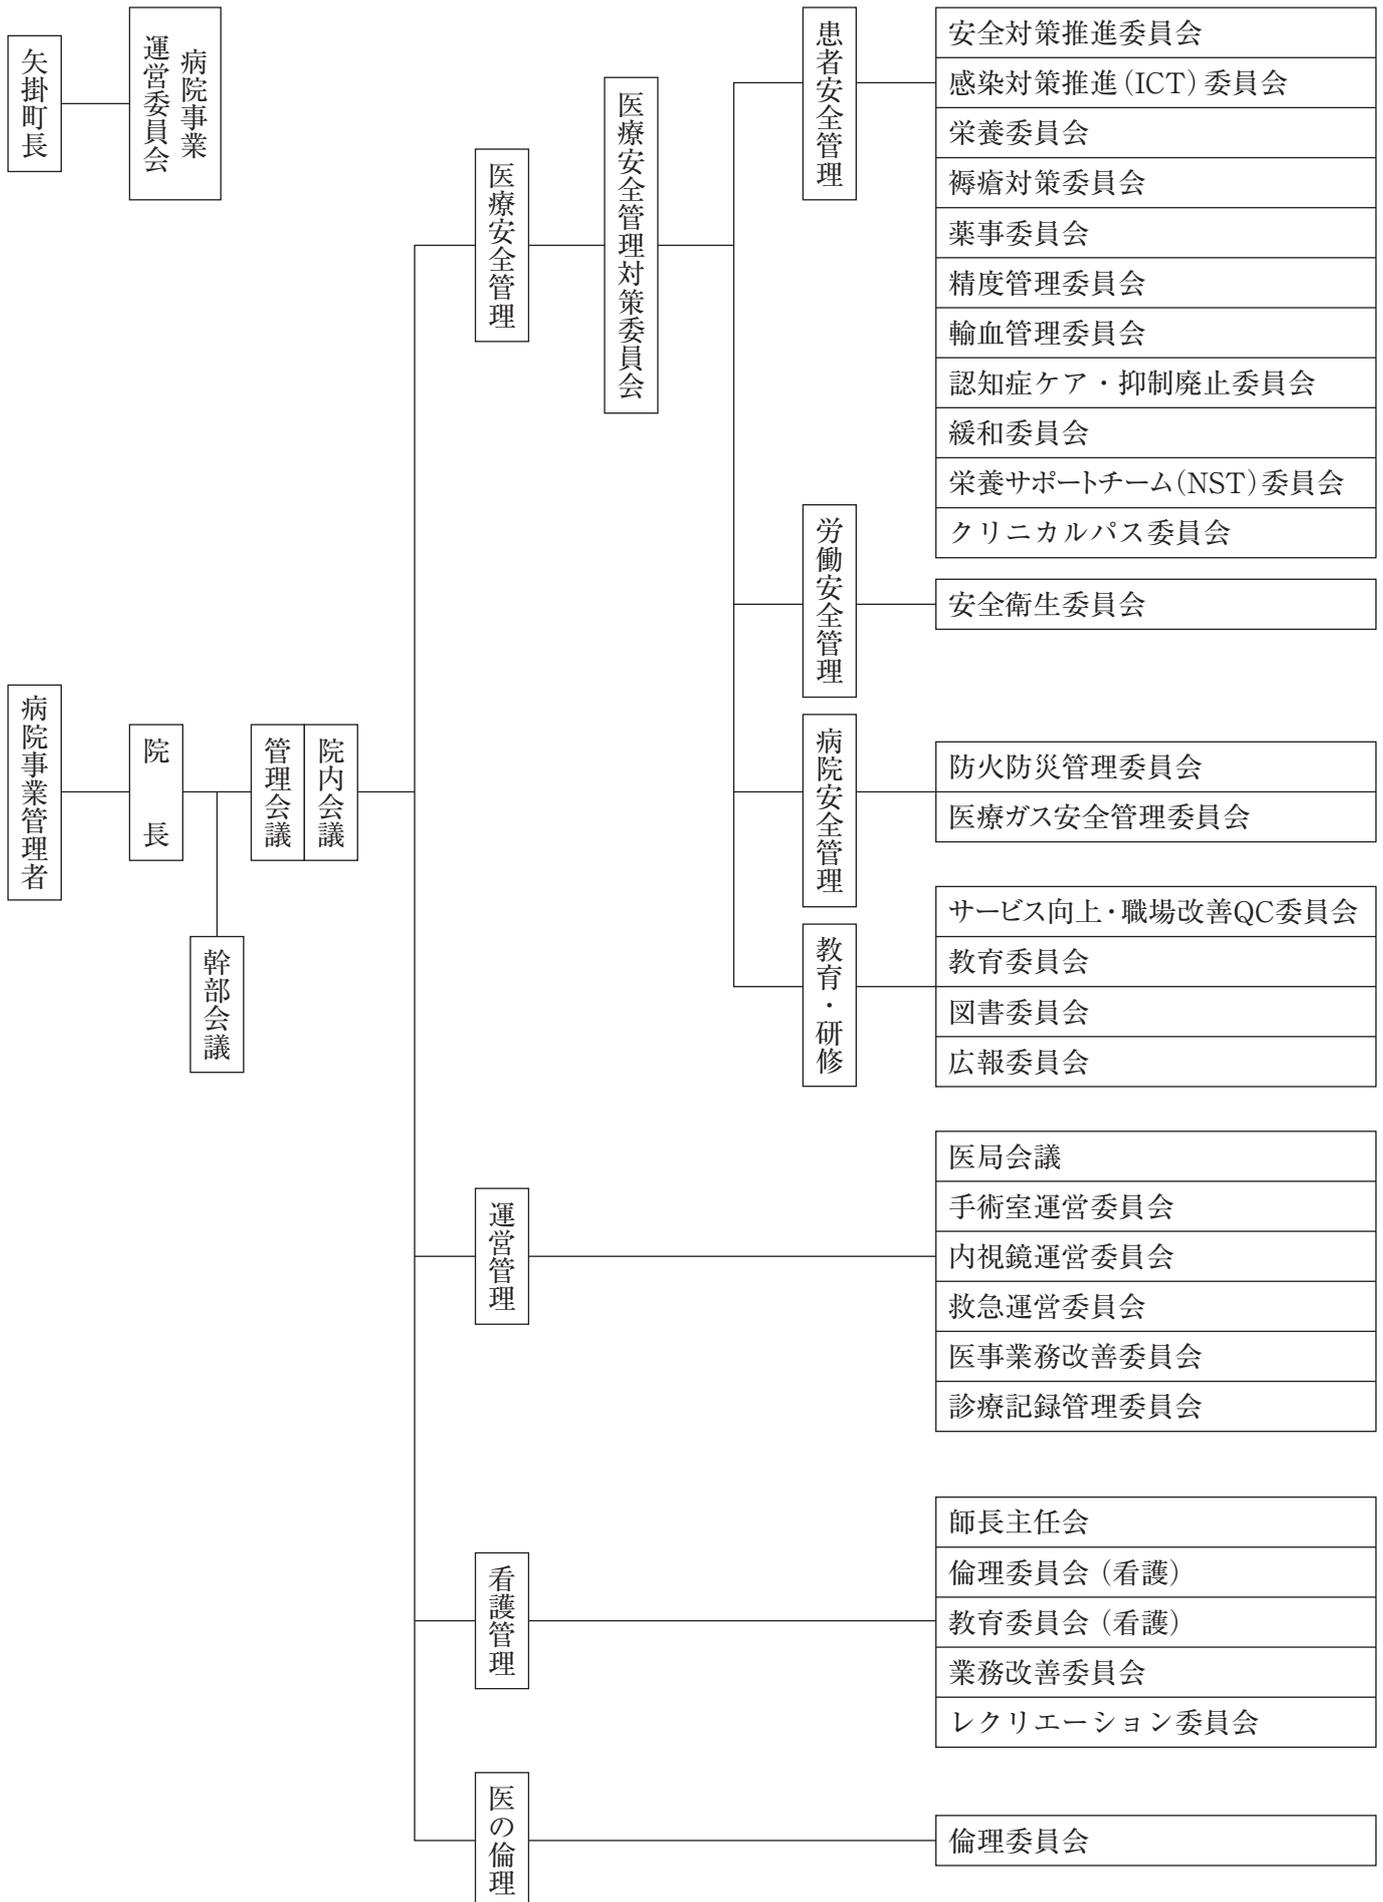 矢掛町長
病院事業
運営委員会
病院事業管理者
院長
幹部会議
管理会議
院内会議
医療安全管理
医療安全管理対策委員会
患者安全管理
安全対策推進委員会
感染対策推進(ICT)委員会
栄養委員会
褥瘡対策委員会
薬事委員会
精度管理委員会
輸血管理委員会
認知症ケア・抑制廃止委員会
緩和委員会
栄養サポートチーム(NST)委員会
クリニカルパス委員会
労働安全管理
安全衛生委員会
病院安全管理
防火防災管理委員会
医療ガス安全管理委員会
教育・研修
サービス向上・職場改善QC委員会
教育委員会
図書委員会
広報委員会
運営管理
医局会議
手術室運営委員会
内視鏡運営委員会
救急運営委員会
医事業務改善委員会
診療記録管理委員会
看護管理
師長主任会
倫理委員会(看護)
教育委員会(看護)
業務改善委員会
レクリエーション委員会
医の倫理
倫理委員会